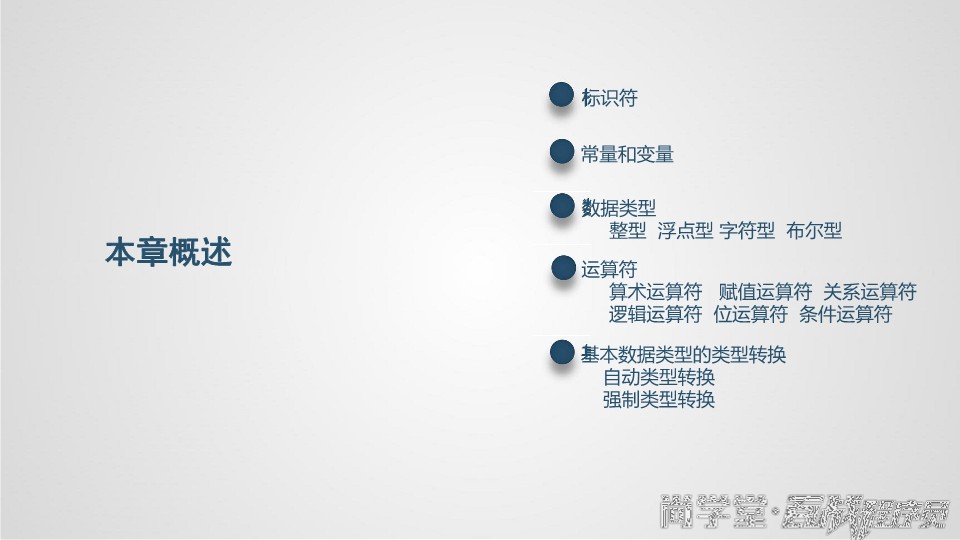 本章概述
标识符
常量和变量
数据类型
整型 浮点型 字符型 布尔型
运算符
算术运算符 赋值运算符 关系运算符
逻辑运算符 位运算符 条件运算符
基本数据类型的类型转换
自动类型转换
强制类型转换
尚学堂·